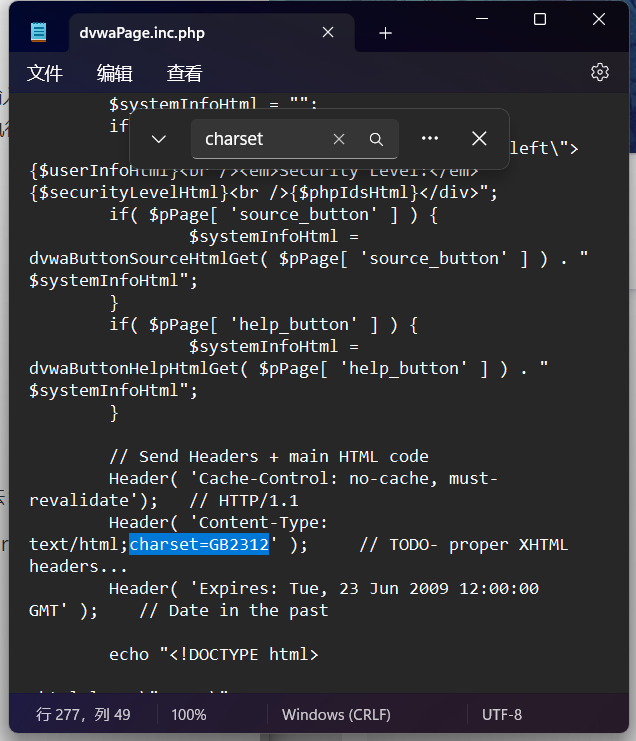 dvwaPage.inc.php
文件 编辑 查看
$systemInfoHtml = "";
charset
if
left\">
{$userInfoHtml}<br /><em>Security Level:</em>
{$securityLevelHtml}<br />{$phpIdsHtml}</div>";
if( $pPage[ 'source_button' ] ) {
$systemInfoHtml =
dvwaButtonSourceHtmlGet( $pPage[ 'source_button' ] ) . "
$systemInfoHtml";
}
if( $pPage[ 'help_button' ] ) {
$systemInfoHtml =
dvwaButtonHelpHtmlGet( $pPage[ 'help_button' ] ) . "
$systemInfoHtml";
}
// Send Headers + main HTML code
Header( 'Cache-Control: no-cache, must-
revalidate');   // HTTP/1.1
Header( 'Content-Type:
text/html;charset=GB2312' );     // TODO- proper XHTML
headers...
Header( 'Expires: Tue, 23 Jun 2009 12:00:00
GMT' );    // Date in the past
echo "<!DOCTYPE html>
行 277，列 49 100% Windows (CRLF) UTF-8